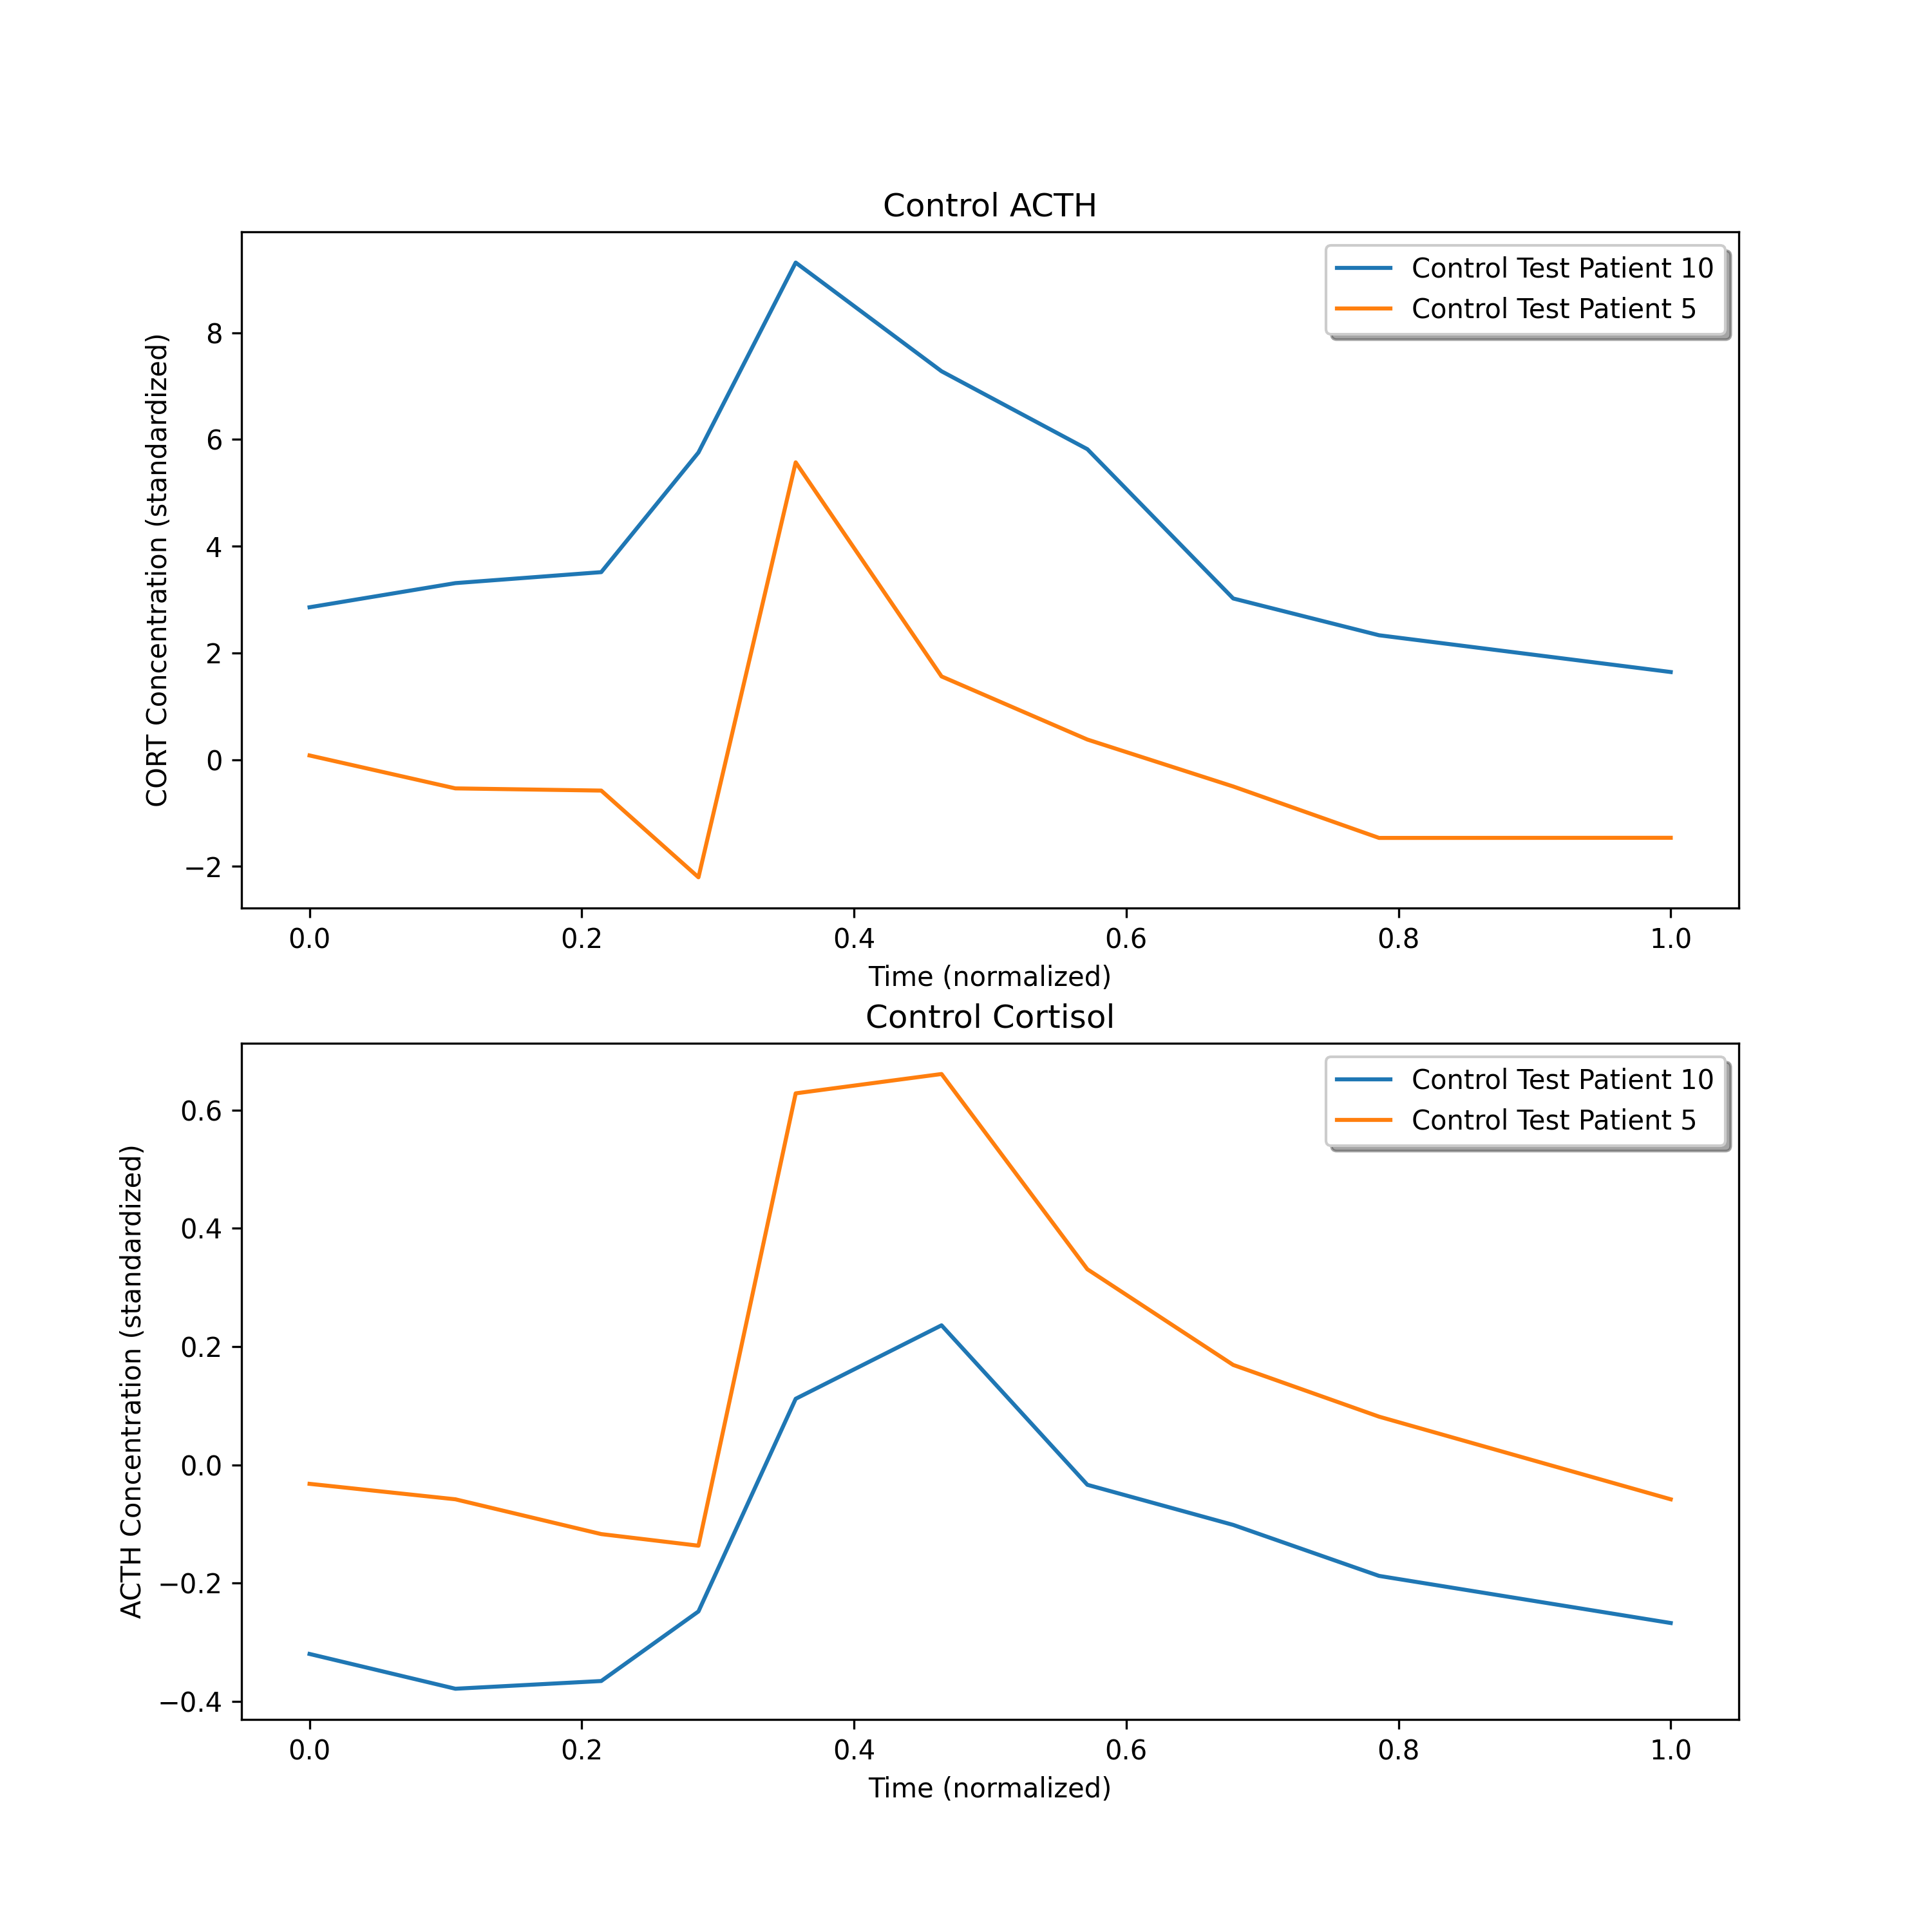 Control ACTH
Control Test Patient 10
Control Test Patient 5
CORT Concentration (standardized)
8
6
4
2
0
−2
0.0 0.2 0.4 0.6 0.8 1.0
Time (normalized)
Control Cortisol
Control Test Patient 10
Control Test Patient 5
ACTH Concentration (standardized)
0.6
0.4
0.2
0.0
−0.2
−0.4
0.0 0.2 0.4 0.6 0.8 1.0
Time (normalized)